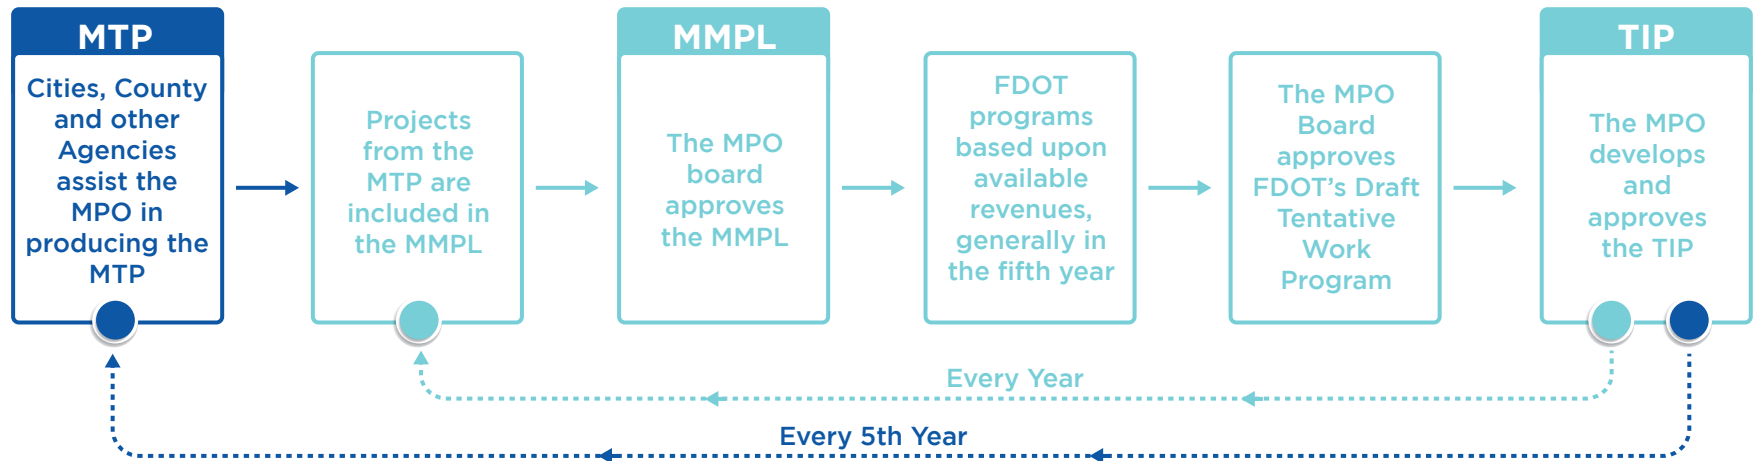 MTP
Cities, County
and other
Agencies
assist the
MPO in
producing the
MTP
Projects
from the
MTP are
included in
the MMPL
MMPL
The MPO
board
approves
the MMPL
FDOT
programs
based upon
available
revenues,
generally in
the fifth year
The MPO
Board
approves
FDOT's Draft
Tentative
Work
Program
TIP
The MPO
develops
and
approves
the TIP
Every Year
Every 5th Year